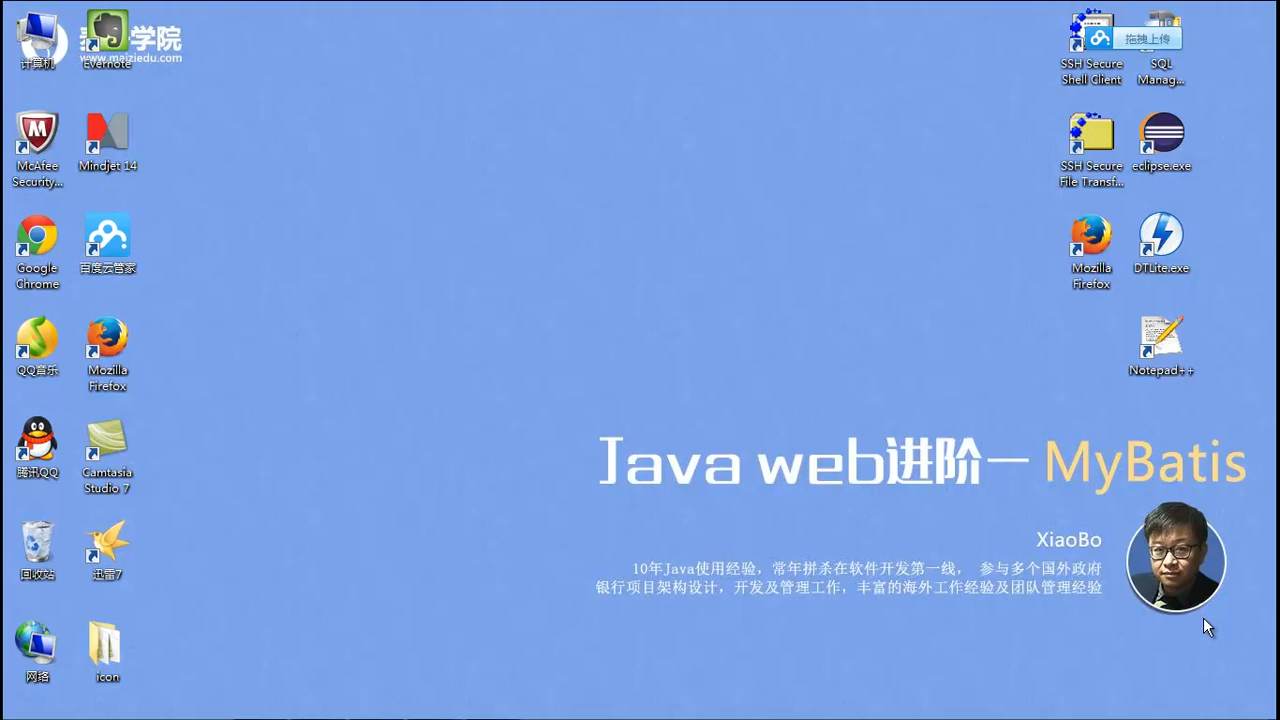 学院
www.maiziedu.com
计算机
Evernote
McAfee
Security...
Mindjet 14
Google
Chrome
百度云管家
QQ音乐
Mozilla
Firefox
腾讯QQ
Camtasia
Studio 7
回收站
迅雷7
网络
icon
拖拽上传
SSH Secure
Shell Client
SQL
Manag...
SSH Secure
File Transf...
eclipse.exe
Mozilla
Firefox
DTLite.exe
Notepad++
Java web进阶— MyBatis
XiaoBo
10年Java使用经验，常年拼杀在软件开发第一线， 参与多个国外政府
银行项目架构设计，开发及管理工作，丰富的海外工作经验及团队管理经验